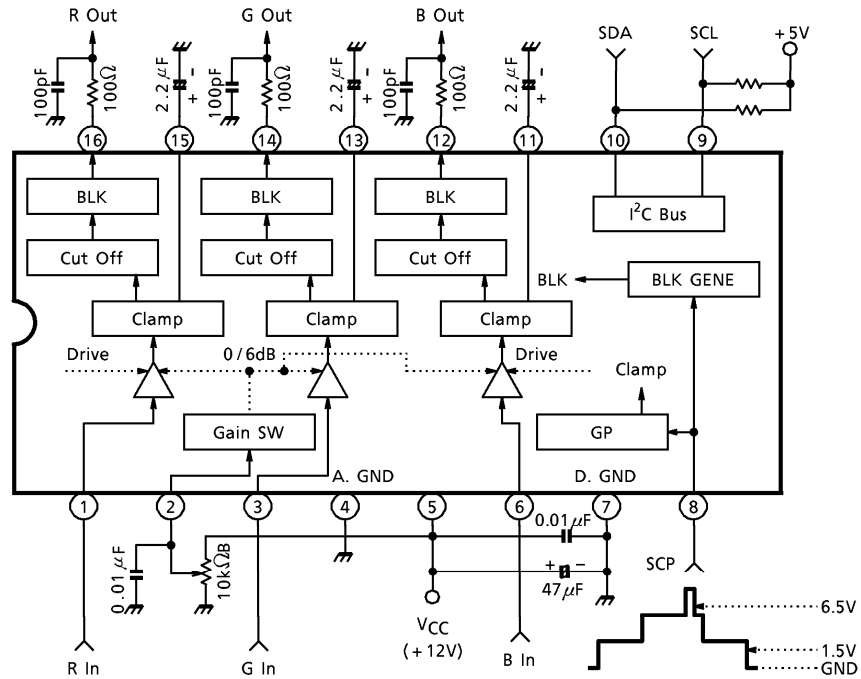 R Out G Out B Out
SDA SCL +5V
100pF 100Ω 2.2μF - + 100pF 100Ω 2.2μF - + 100pF 100Ω 2.2μF - +
16 15 14 13 12 11 10 9
BLK BLK BLK I²C Bus
Cut Off Cut Off Cut Off BLK BLK GENE
Clamp Clamp Clamp
Drive 0/6dB Drive Clamp
Gain SW GP
A. GND D. GND
1 2 3 4 5 6 7 8
0.01μF 10kΩB 0.01μF SCP
+ -
47μF
6.5V
VCC
(+12V)
R In G In B In
1.5V
GND